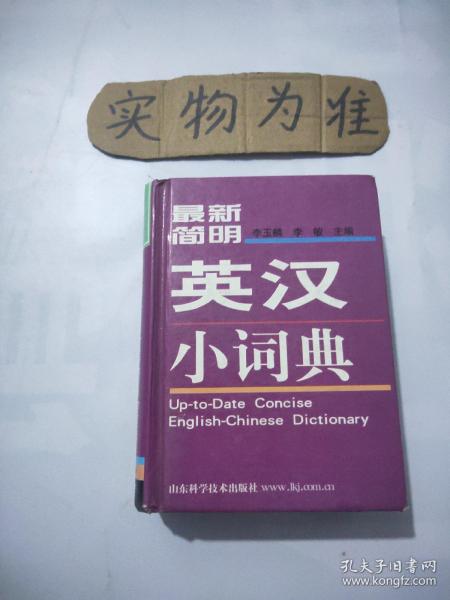 实物为准
最新
简明
李玉麟 李敏 主编
英汉
小词典
Up-to-Date Concise
English-Chinese Dictionary
山东科学技术出版社 www.lkj.com.cn
孔夫子旧书网
www.kongfz.com